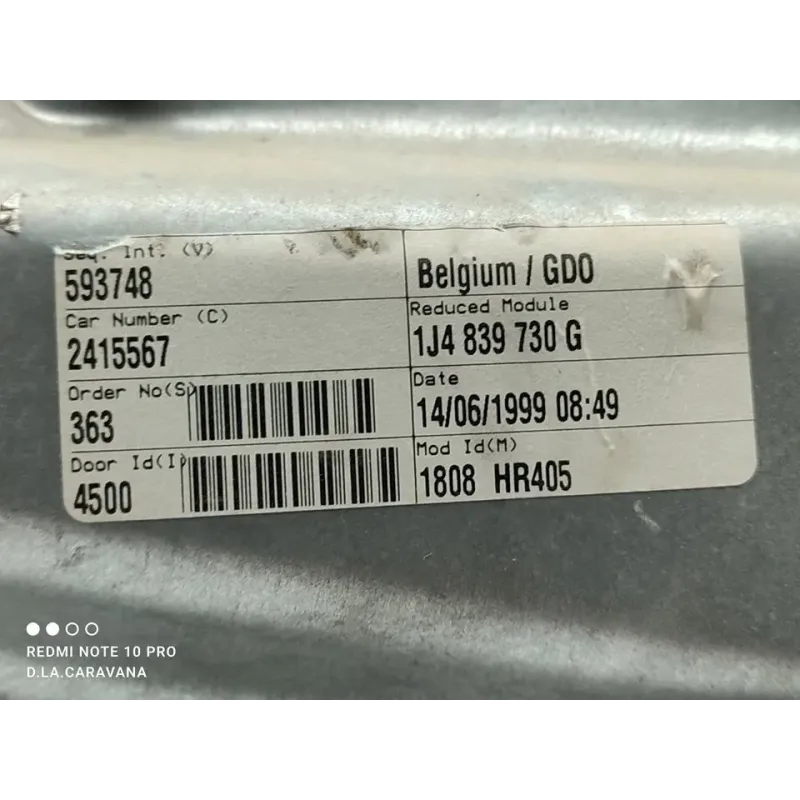 Seq. Int. (V)
593748
Belgium / GDO
Car Number (C)
2415567
Reduced Module
1J4 839 730 G
Order No(S)
363
Date
14/06/1999 08:49
Door Id(I)
4500
Mod Id(M)
1808 HR405
REDMI NOTE 10 PRO
D.LA.CARAVANA